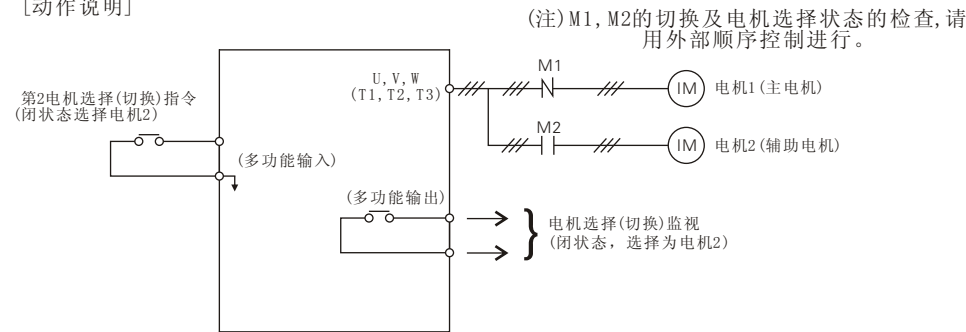 [动作说明]
(注)M1,M2的切换及电机选择状态的检查,请
用外部顺序控制进行。
U,V,W
(T1,T2,T3)
M1
IM
电机1(主电机)
第2电机选择(切换)指令
(闭状态选择电机2)
M2
IM
电机2(辅助电机)
(多功能输入)
(多功能输出)
电机选择(切换)监视
(闭状态，选择为电机2)